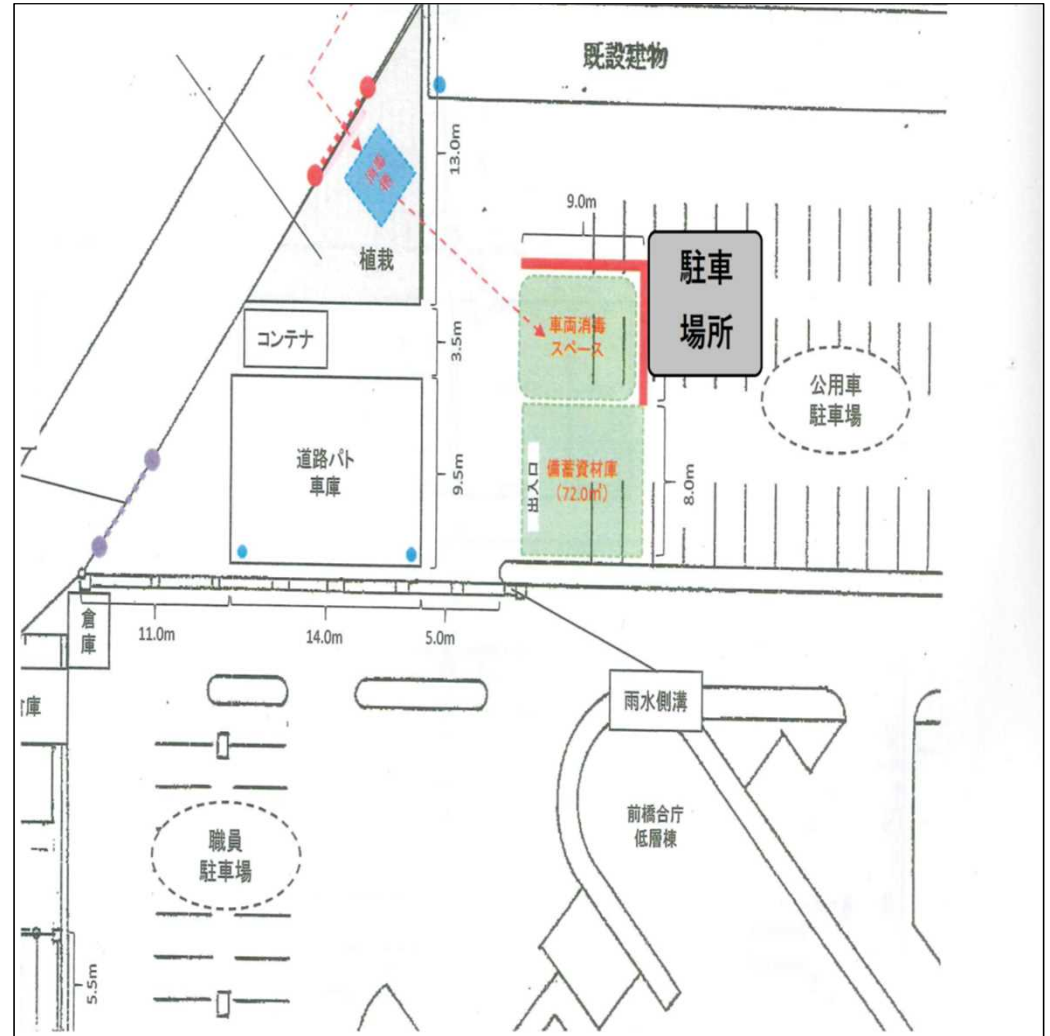 既設建物
13.0m
植栽
9.0m
駐車
場所
コンテナ
3.5m
車両消毒
スペース
公用車
駐車場
道路パト
車庫
9.5m
出入口
備蓄資材庫
(72.0㎡)
8.0m
倉
庫
11.0m
14.0m
5.0m
庫
雨水側溝
前橋合庁
低層棟
職員
駐車場
5.5m